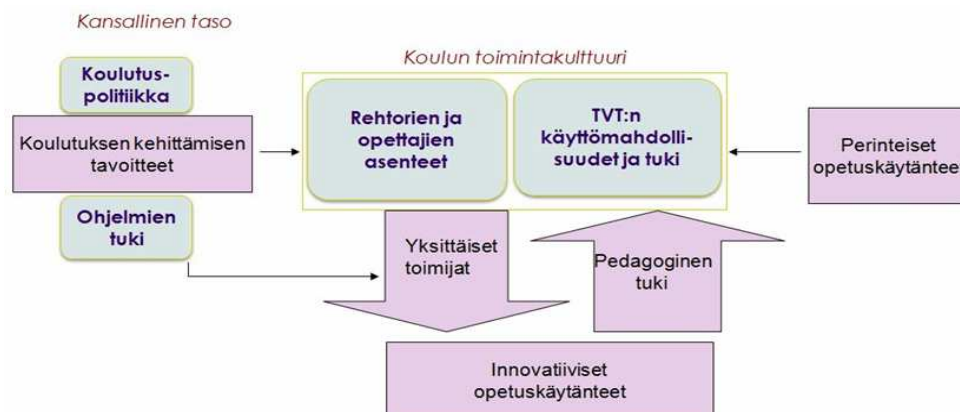 Kansallinen taso
Koulun toimintakulttuuri
Koulutus-
politiikka
Koulutuksen kehittämisen
tavoitteet
Ohjelmien
tuki
Rehtorien ja
opettajien
asenteet
TVT:n
käyttömahdolli-
suudet ja tuki
Perinteiset
opetuskäytänteet
Yksittäiset
toimijat
Pedagoginen
tuki
Innovatiiviset
opetuskäytänteet